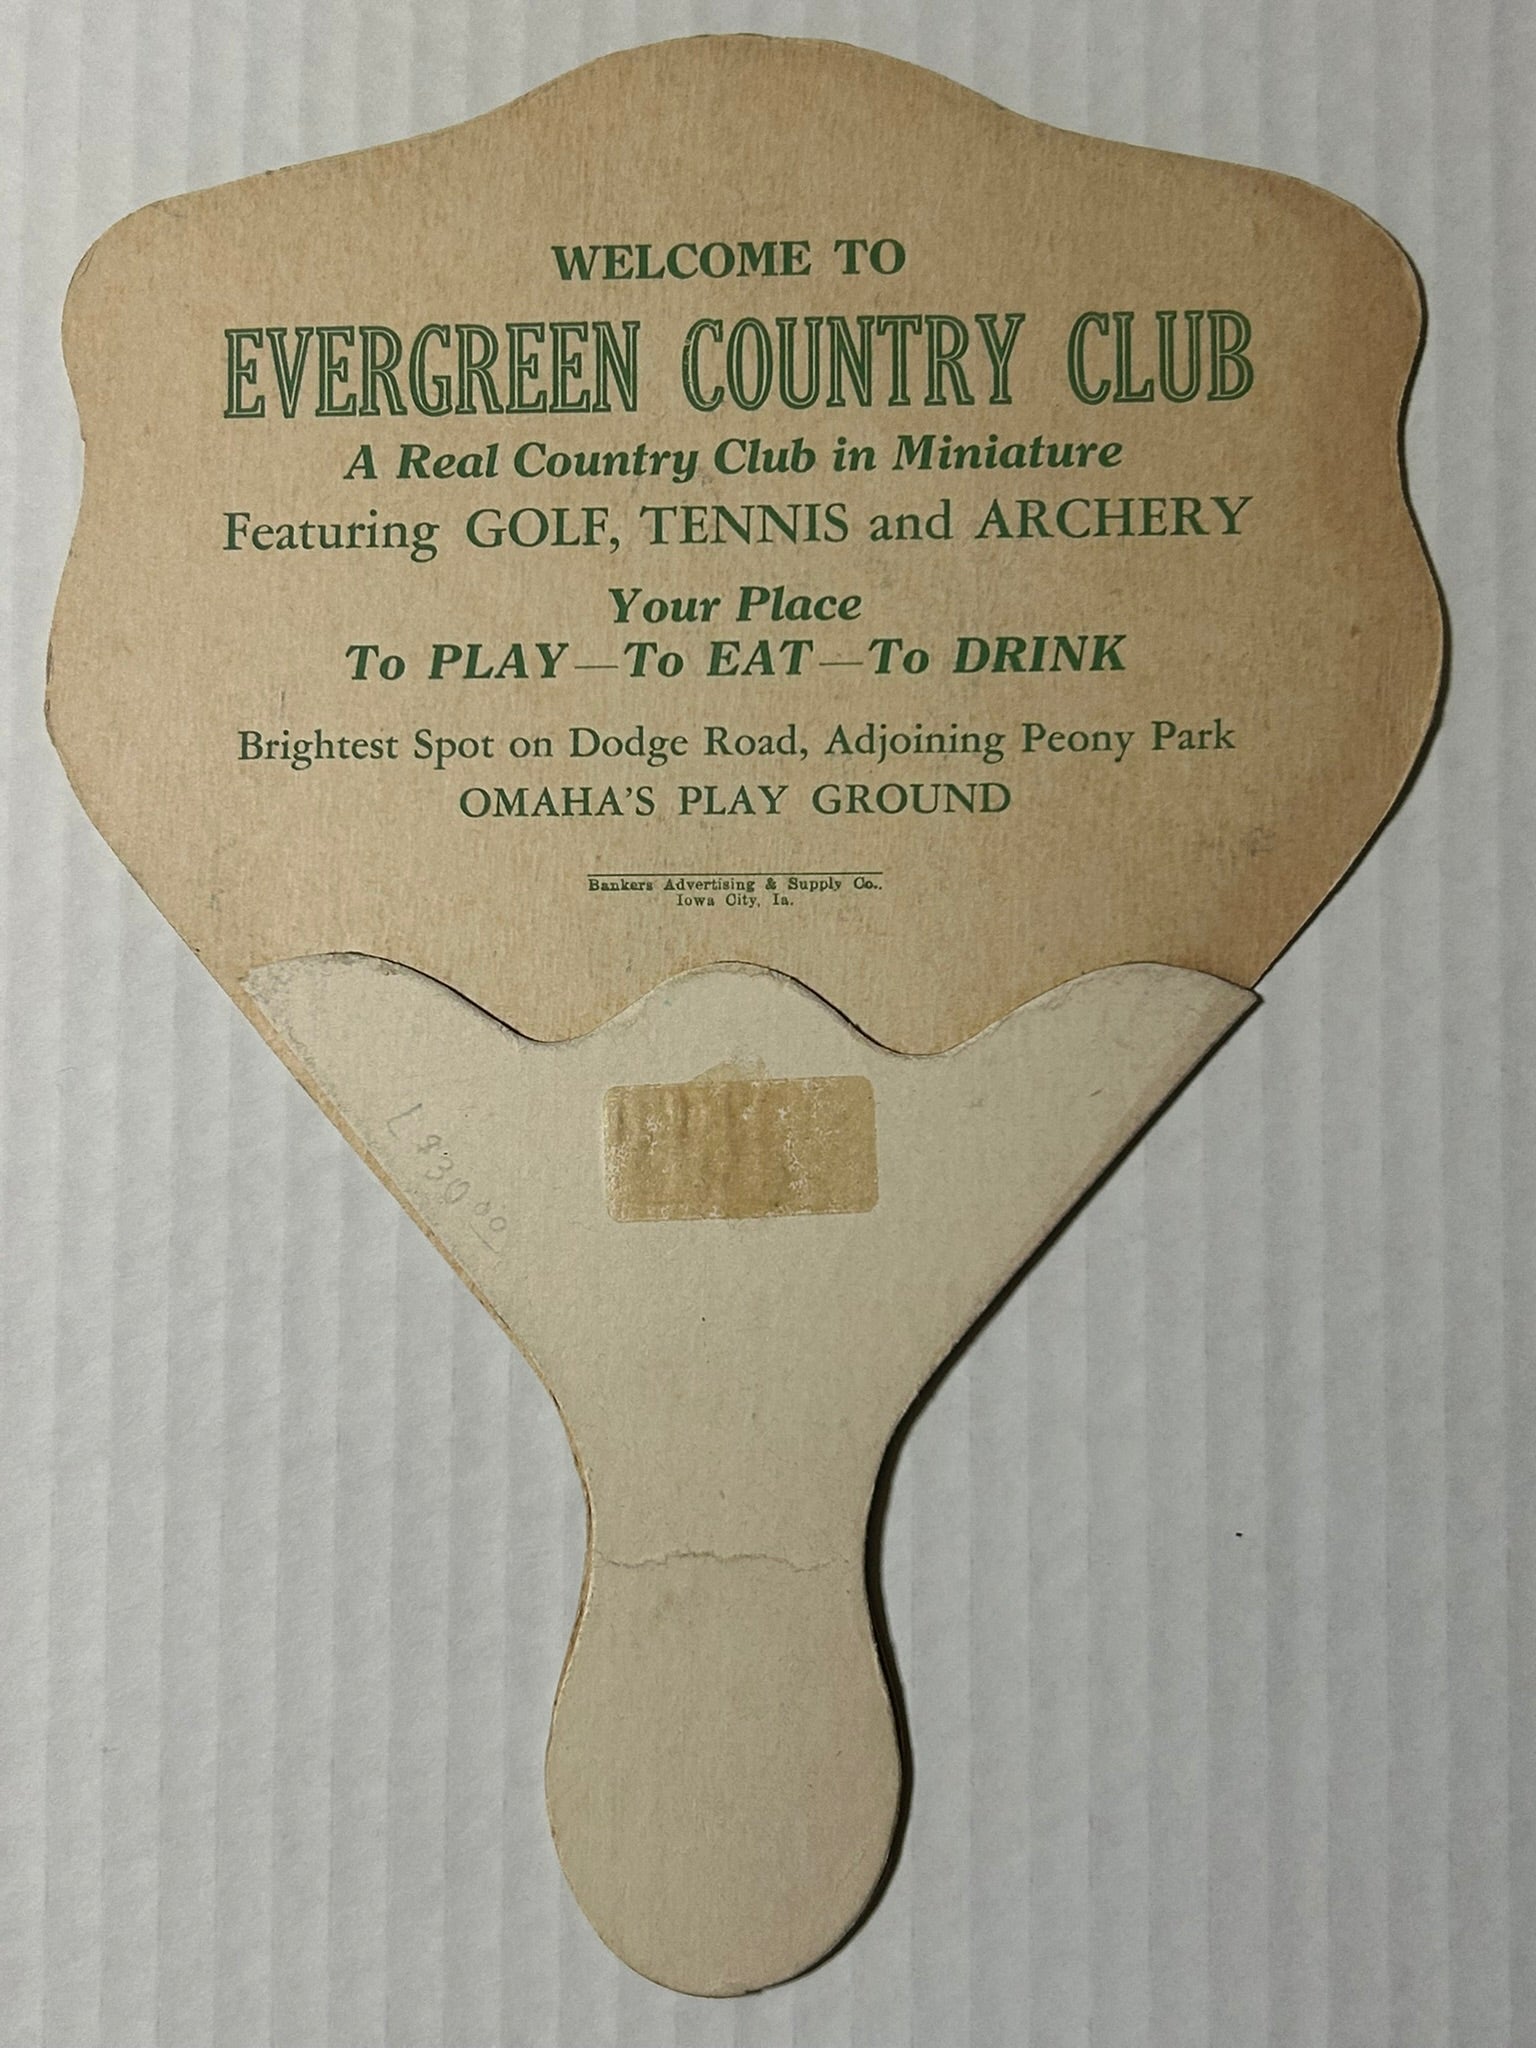 WELCOME TO
EVERGREEN COUNTRY CLUB
A Real Country Club in Miniature
Featuring GOLF, TENNIS and ARCHERY
Your Place
To PLAY—To EAT—To DRINK
Brightest Spot on Dodge Road, Adjoining Peony Park
OMAHA'S PLAY GROUND
Bankers Advertising & Supply Co.,
Iowa City, Ia.
L $30.00